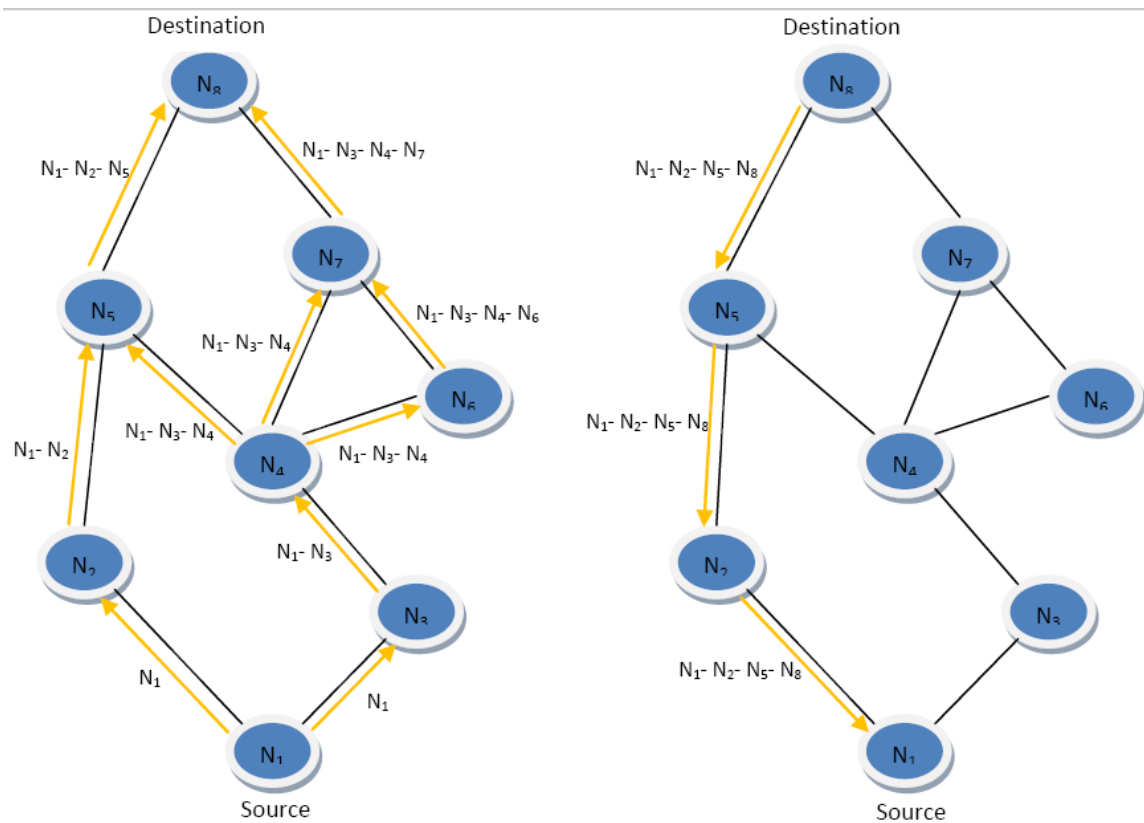 Destination
N₈
N₁- N₂- N₅
N₁- N₃- N₄- N₇
N₇
N₅
N₁- N₃- N₄- N₆
N₁- N₃- N₄
N₆
N₁- N₃- N₄
N₁- N₂
N₁- N₃- N₄
N₄
N₁- N₃
N₂
N₃
N₁
N₁
N₁
Source
Destination
N₈
N₁- N₂- N₅- N₈
N₇
N₅
N₆
N₁- N₂- N₅- N₈
N₄
N₂
N₃
N₁- N₂- N₅- N₈
N₁
Source